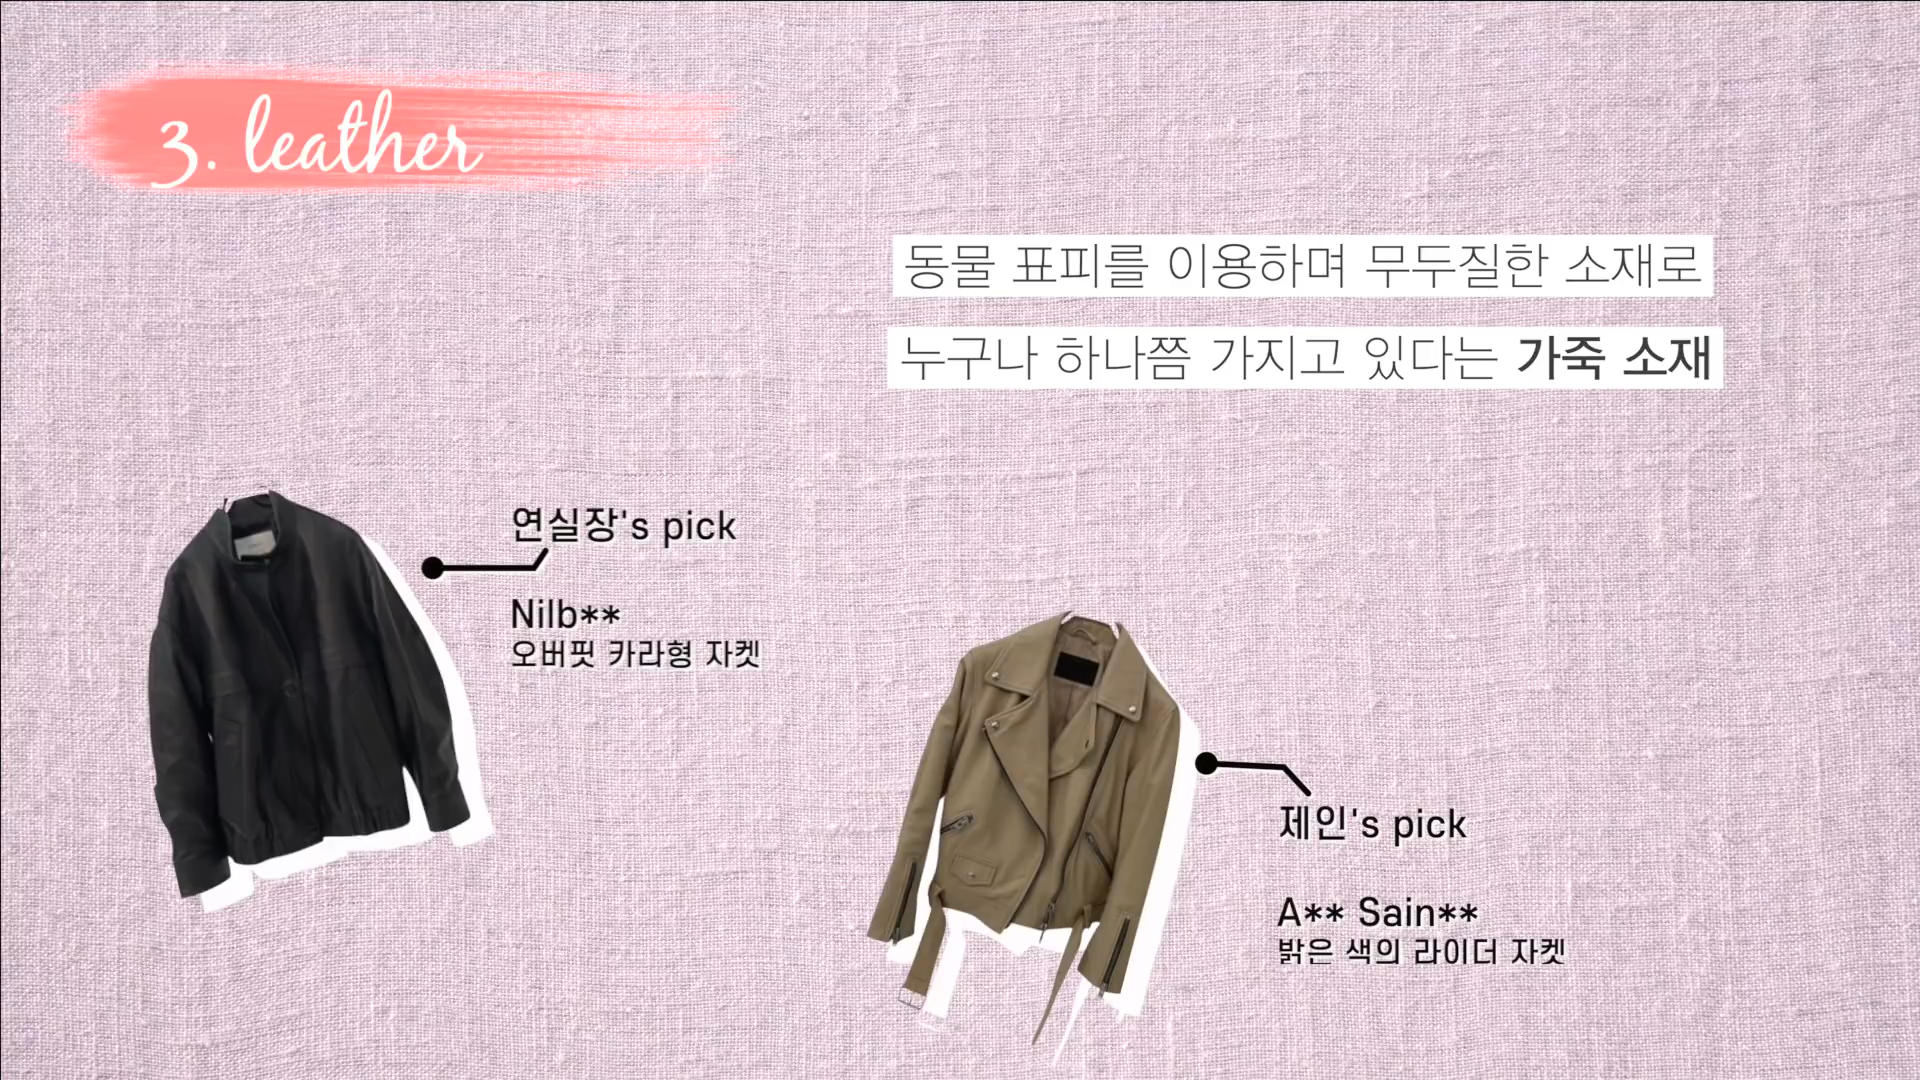 3. leather
동물 표피를 이용하며 무두질한 소재로
누구나 하나쯤 가지고 있다는 가죽 소재
연실장's pick
Nilb**
오버핏 카라형 자켓
제인's pick
A** Sain**
밝은 색의 라이더 자켓